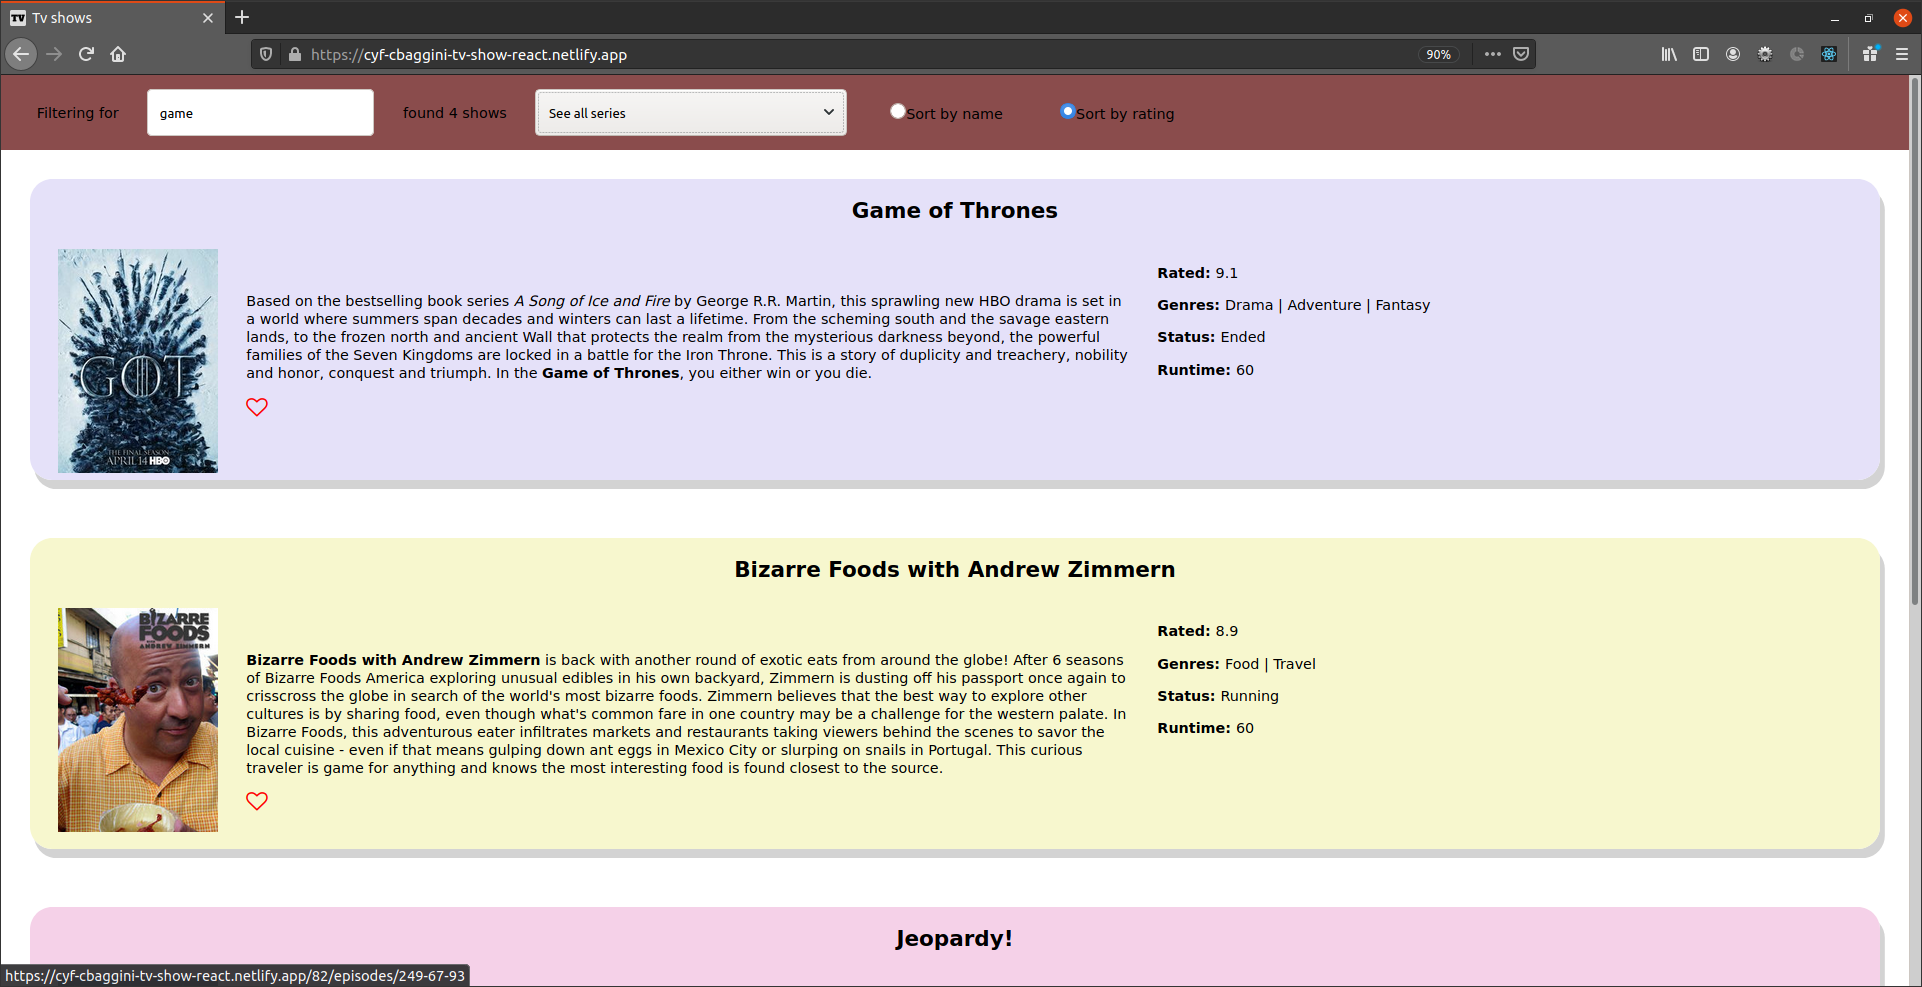 TV Tv shows
https://cyf-cbaggini-tv-show-react.netlify.app
90%
Filtering for
game
found 4 shows
See all series
Sort by name
Sort by rating
Game of Thrones
GOT
THE FINAL SEASON
APRIL 14 HBO
Based on the bestselling book series A Song of Ice and Fire by George R.R. Martin, this sprawling new HBO drama is set in
a world where summers span decades and winters can last a lifetime. From the scheming south and the savage eastern
lands, to the frozen north and ancient Wall that protects the realm from the mysterious darkness beyond, the powerful
families of the Seven Kingdoms are locked in a battle for the Iron Throne. This is a story of duplicity and treachery, nobility
and honor, conquest and triumph. In the Game of Thrones, you either win or you die.
Rated: 9.1
Genres: Drama | Adventure | Fantasy
Status: Ended
Runtime: 60
Bizarre Foods with Andrew Zimmern
BIZARRE
FOODS
WITH ANDREW ZIMMERN
Bizarre Foods with Andrew Zimmern is back with another round of exotic eats from around the globe! After 6 seasons
of Bizarre Foods America exploring unusual edibles in his own backyard, Zimmern is dusting off his passport once again to
crisscross the globe in search of the world's most bizarre foods. Zimmern believes that the best way to explore other
cultures is by sharing food, even though what's common fare in one country may be a challenge for the western palate. In
Bizarre Foods, this adventurous eater infiltrates markets and restaurants taking viewers behind the scenes to savor the
local cuisine - even if that means gulping down ant eggs in Mexico City or slurping on snails in Portugal. This curious
traveler is game for anything and knows the most interesting food is found closest to the source.
Rated: 8.9
Genres: Food | Travel
Status: Running
Runtime: 60
Jeopardy!
https://cyf-cbaggini-tv-show-react.netlify.app/82/episodes/249-67-93